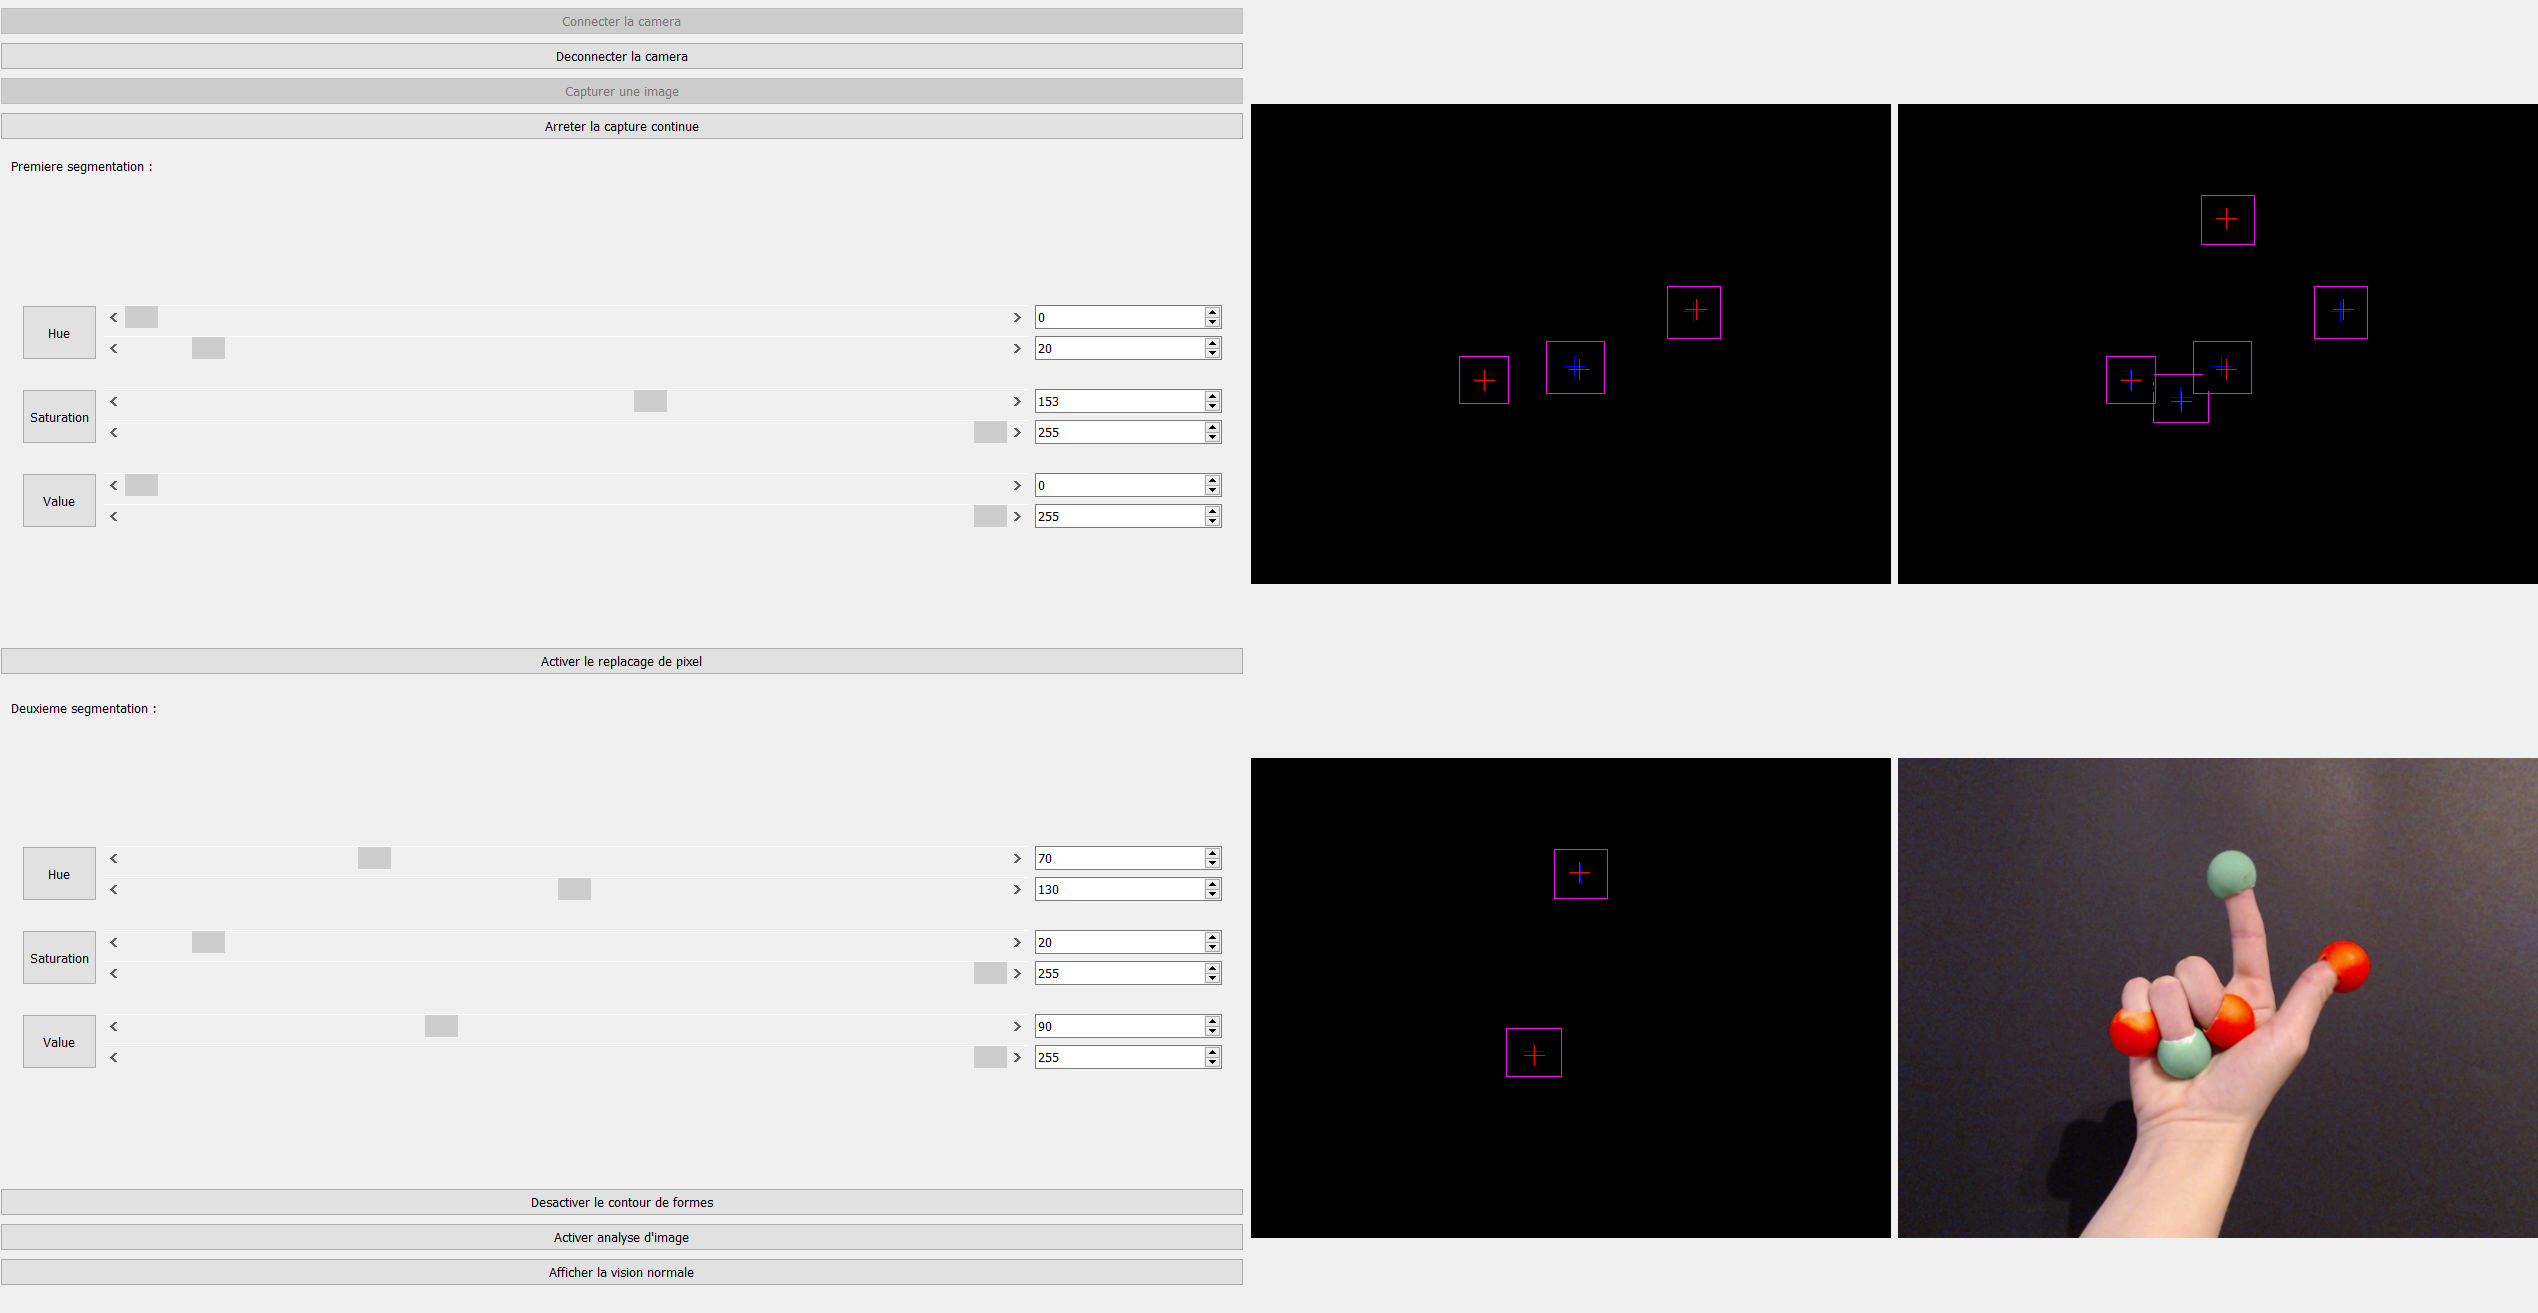 Connecter la camera
Deconnecter la camera
Capturer une image
Arreter la capture continue
Premiere segmentation :
Hue
0
20
Saturation
153
255
Value
0
255
Activer le replacage de pixel
Deuxieme segmentation :
Hue
70
130
Saturation
20
255
Value
90
255
Desactiver le contour de formes
Activer analyse d'image
Afficher la vision normale